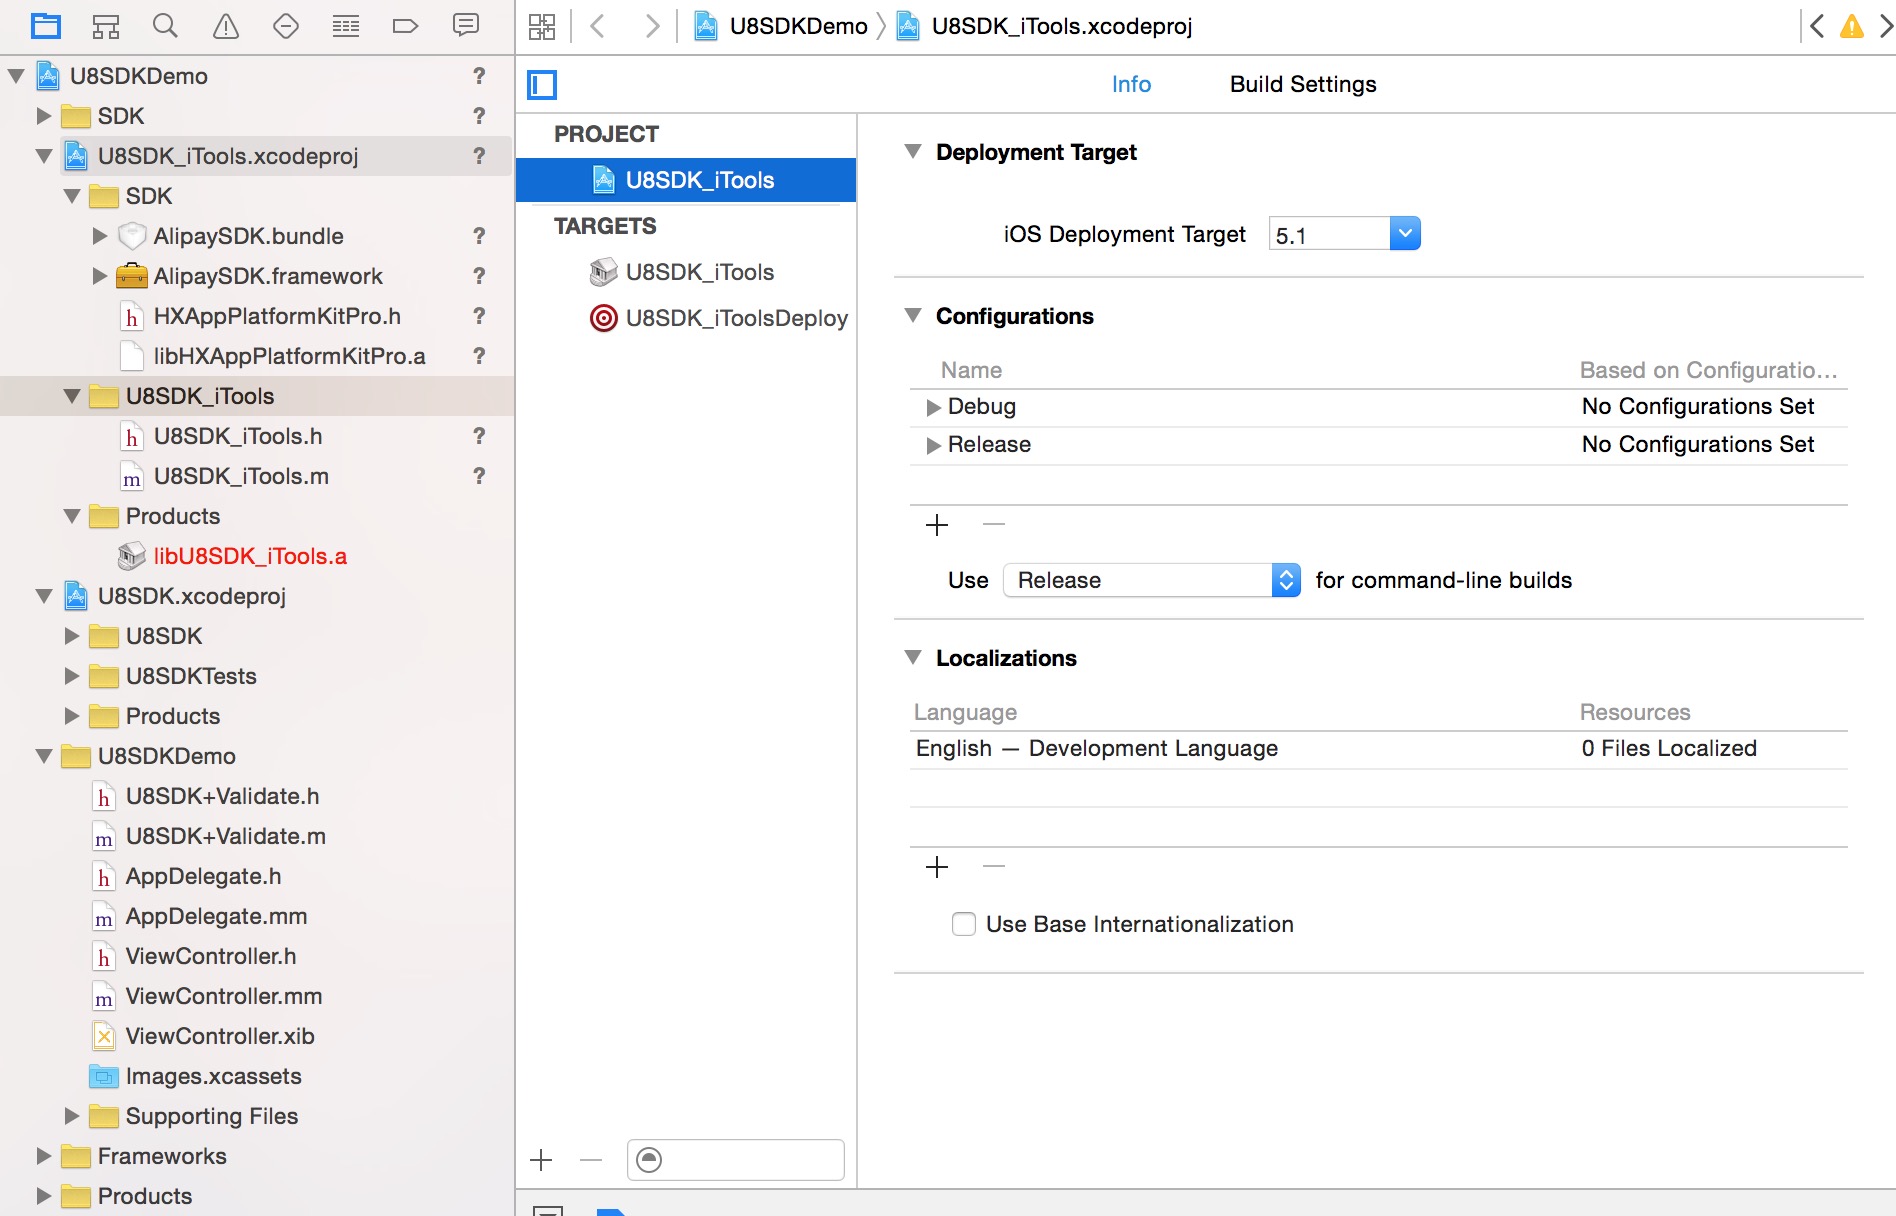 U8SDKDemo ?
SDK ?
U8SDK_iTools.xcodeproj ?
SDK
AlipaySDK.bundle ?
AlipaySDK.framework ?
h HXAppPlatformKitPro.h ?
libHXAppPlatformKitPro.a ?
U8SDK_iTools
h U8SDK_iTools.h ?
m U8SDK_iTools.m ?
Products
libU8SDK_iTools.a
U8SDK.xcodeproj
U8SDK
U8SDKTests
Products
U8SDKDemo
h U8SDK+Validate.h
m U8SDK+Validate.m
h AppDelegate.h
m AppDelegate.mm
h ViewController.h
m ViewController.mm
ViewController.xib
Images.xcassets
Supporting Files
Frameworks
Products
U8SDKDemo U8SDK_iTools.xcodeproj
Info Build Settings
PROJECT
U8SDK_iTools
TARGETS
U8SDK_iTools
U8SDK_iToolsDeploy
Deployment Target
iOS Deployment Target 5.1
Configurations
Name Based on Configuratio...
Debug No Configurations Set
Release No Configurations Set
Use Release for command-line builds
Localizations
Language Resources
English — Development Language 0 Files Localized
Use Base Internationalization